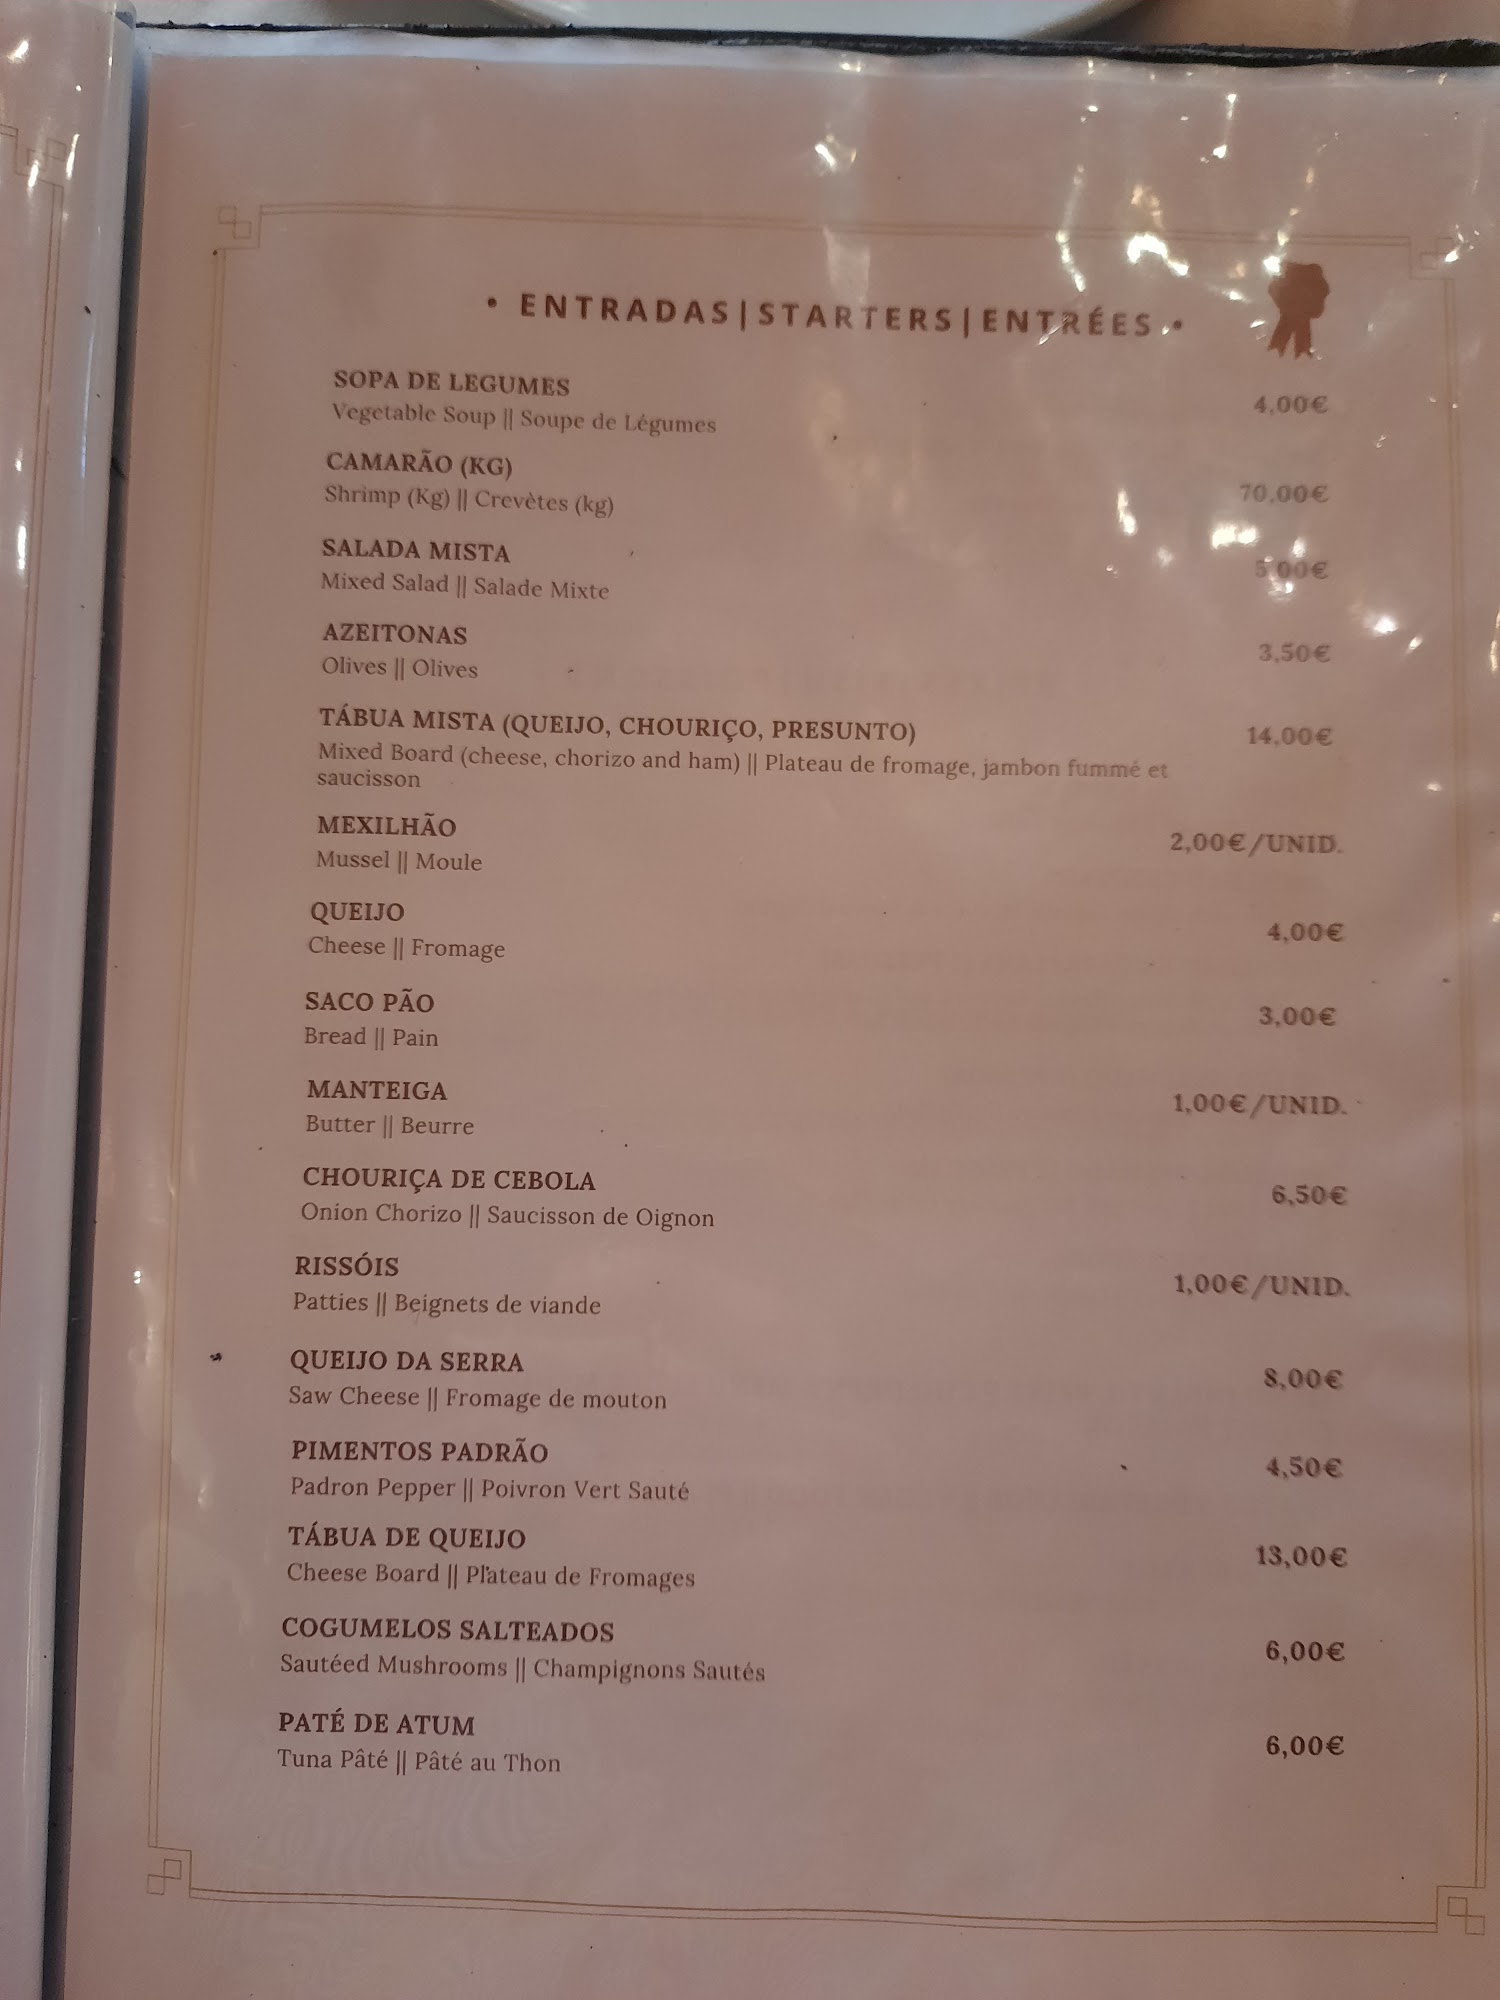 • ENTRADAS|STARTERS|ENTRÉES •
SOPA DE LEGUMES
4,00€
Vegetable Soup || Soupe de Légumes
CAMARÃO (KG)
70,00€
Shrimp (Kg) || Crevètes (kg)
SALADA MISTA
5,00€
Mixed Salad || Salade Mixte
AZEITONAS
3,50€
Olives || Olives
TÁBUA MISTA (QUEIJO, CHOURIÇO, PRESUNTO)
14,00€
Mixed Board (cheese, chorizo and ham) || Plateau de fromage, jambon fummé et
saucisson
MEXILHÃO
2,00€/UNID.
Mussel || Moule
QUEIJO
4,00€
Cheese || Fromage
SACO PÃO
3,00€
Bread || Pain
MANTEIGA
1,00€/UNID.
Butter || Beurre
CHOURIÇA DE CEBOLA
6,50€
Onion Chorizo || Saucisson de Oignon
RISSÓIS
1,00€/UNID.
Patties || Beignets de viande
QUEIJO DA SERRA
8,00€
Saw Cheese || Fromage de mouton
PIMENTOS PADRÃO
4,50€
Padron Pepper || Poivron Vert Sauté
TÁBUA DE QUEIJO
13,00€
Cheese Board || Plateau de Fromages
COGUMELOS SALTEADOS
6,00€
Sautéed Mushrooms || Champignons Sautés
PATÉ DE ATUM
6,00€
Tuna Pâté || Pâté au Thon